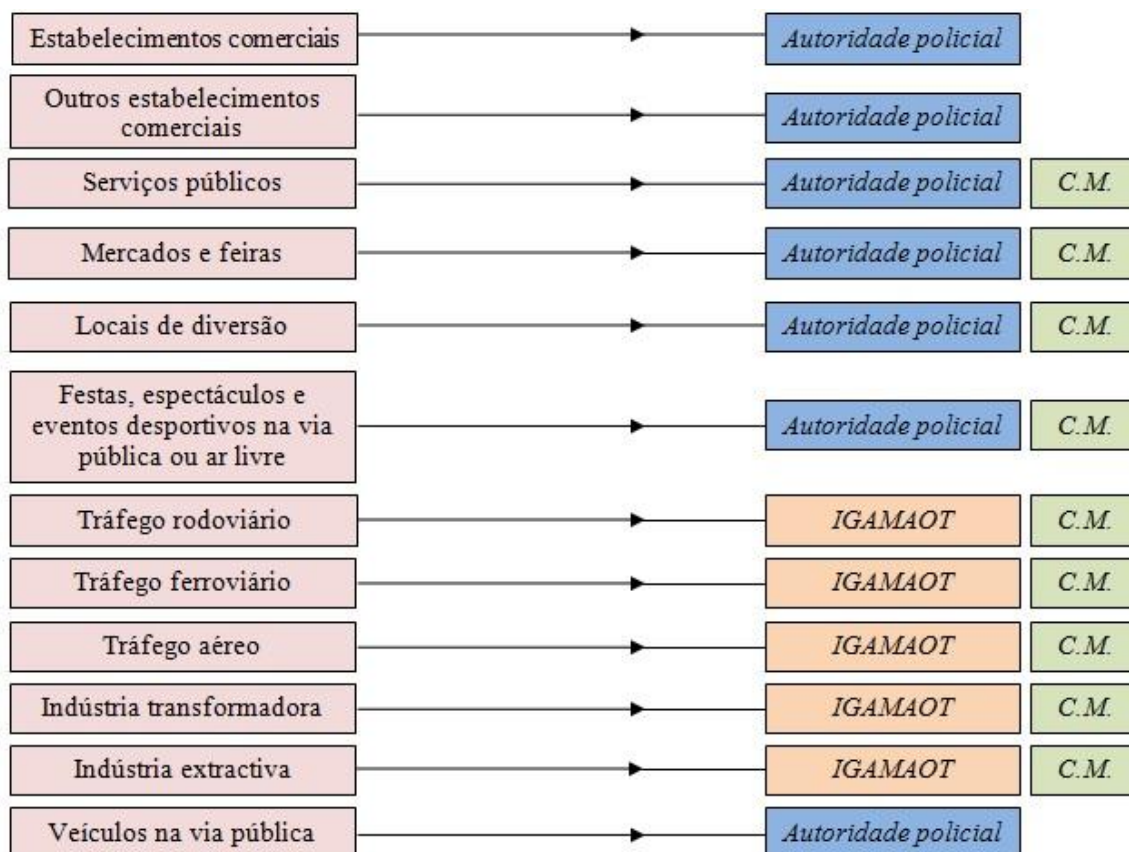 Estabelecimentos comerciais
Autoridade policial
Outros estabelecimentos
comerciais
Autoridade policial
Serviços públicos
Autoridade policial
C.M.
Mercados e feiras
Autoridade policial
C.M.
Locais de diversão
Autoridade policial
C.M.
Festas, espectáculos e
eventos desportivos na via
pública ou ar livre
Autoridade policial
C.M.
Tráfego rodoviário
IGAMAOT
C.M.
Tráfego ferroviário
IGAMAOT
C.M.
Tráfego aéreo
IGAMAOT
C.M.
Indústria transformadora
IGAMAOT
C.M.
Indústria extractiva
IGAMAOT
C.M.
Veículos na via pública
Autoridade policial